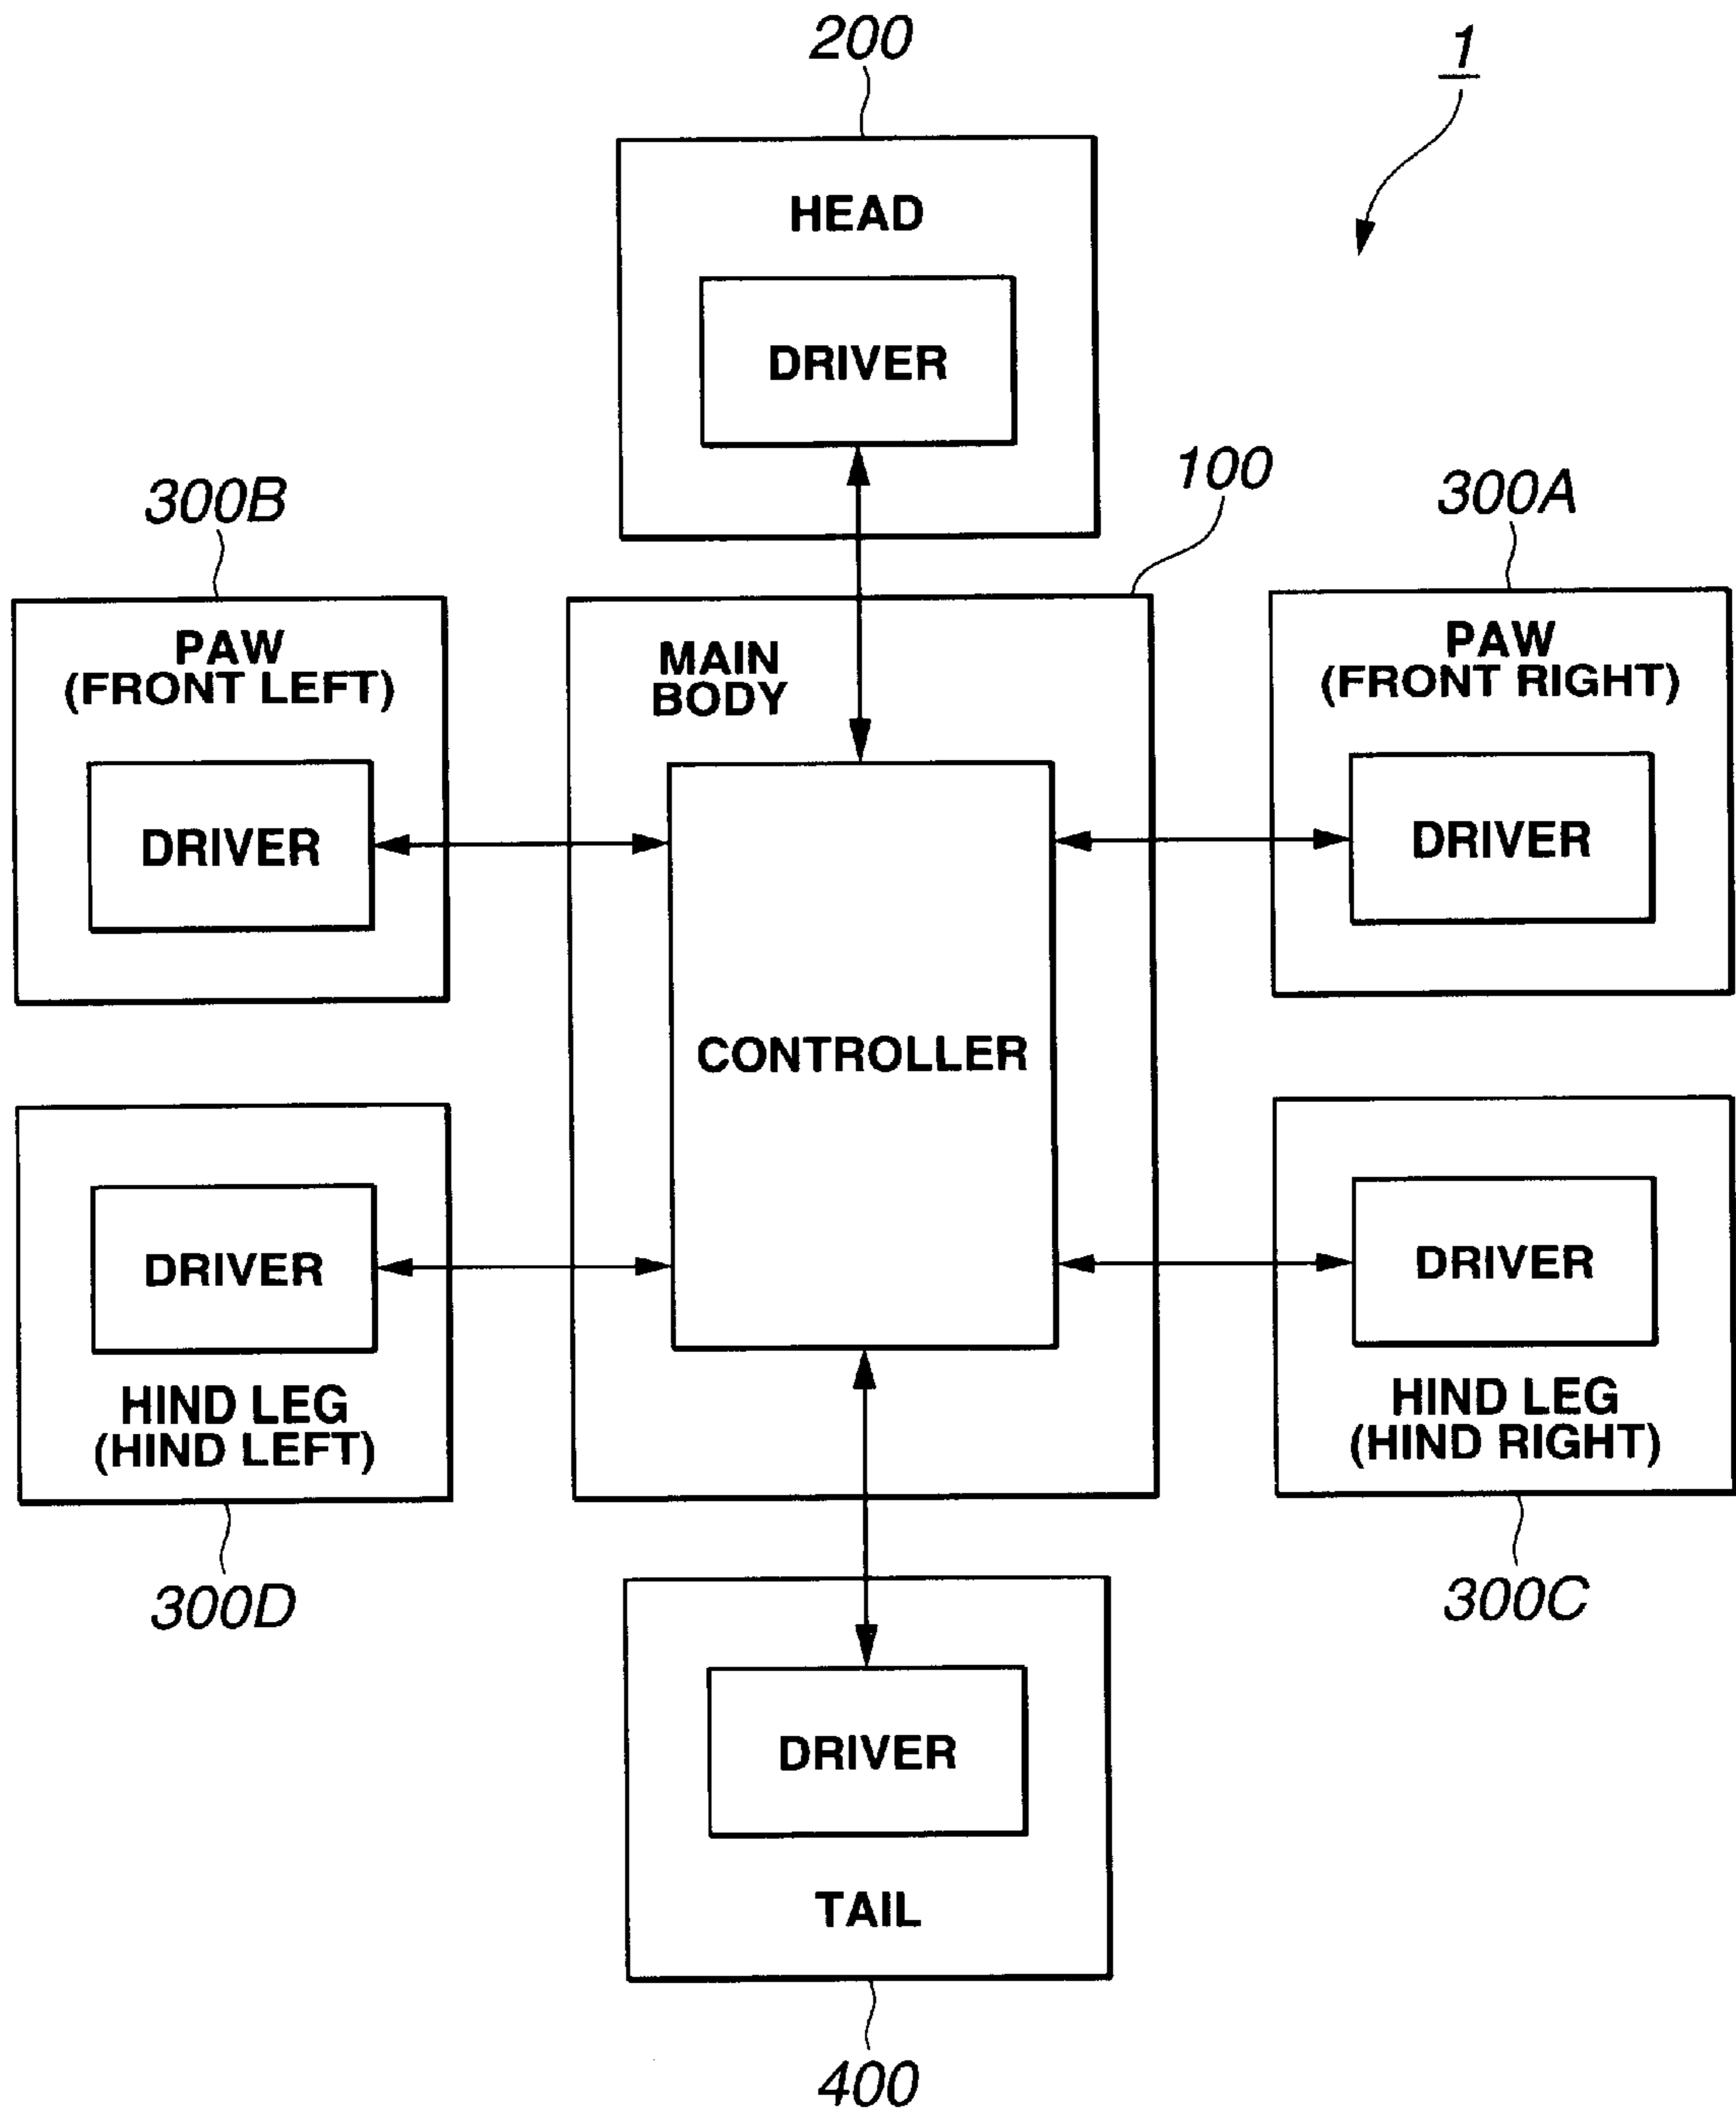 200
1
HEAD
DRIVER
100
300B
300A
PAW
(FRONT LEFT)
MAIN
BODY
PAW
(FRONT RIGHT)
DRIVER
DRIVER
CONTROLLER
DRIVER
DRIVER
HIND LEG
(HIND LEFT)
HIND LEG
(HIND RIGHT)
300D
300C
DRIVER
TAIL
400